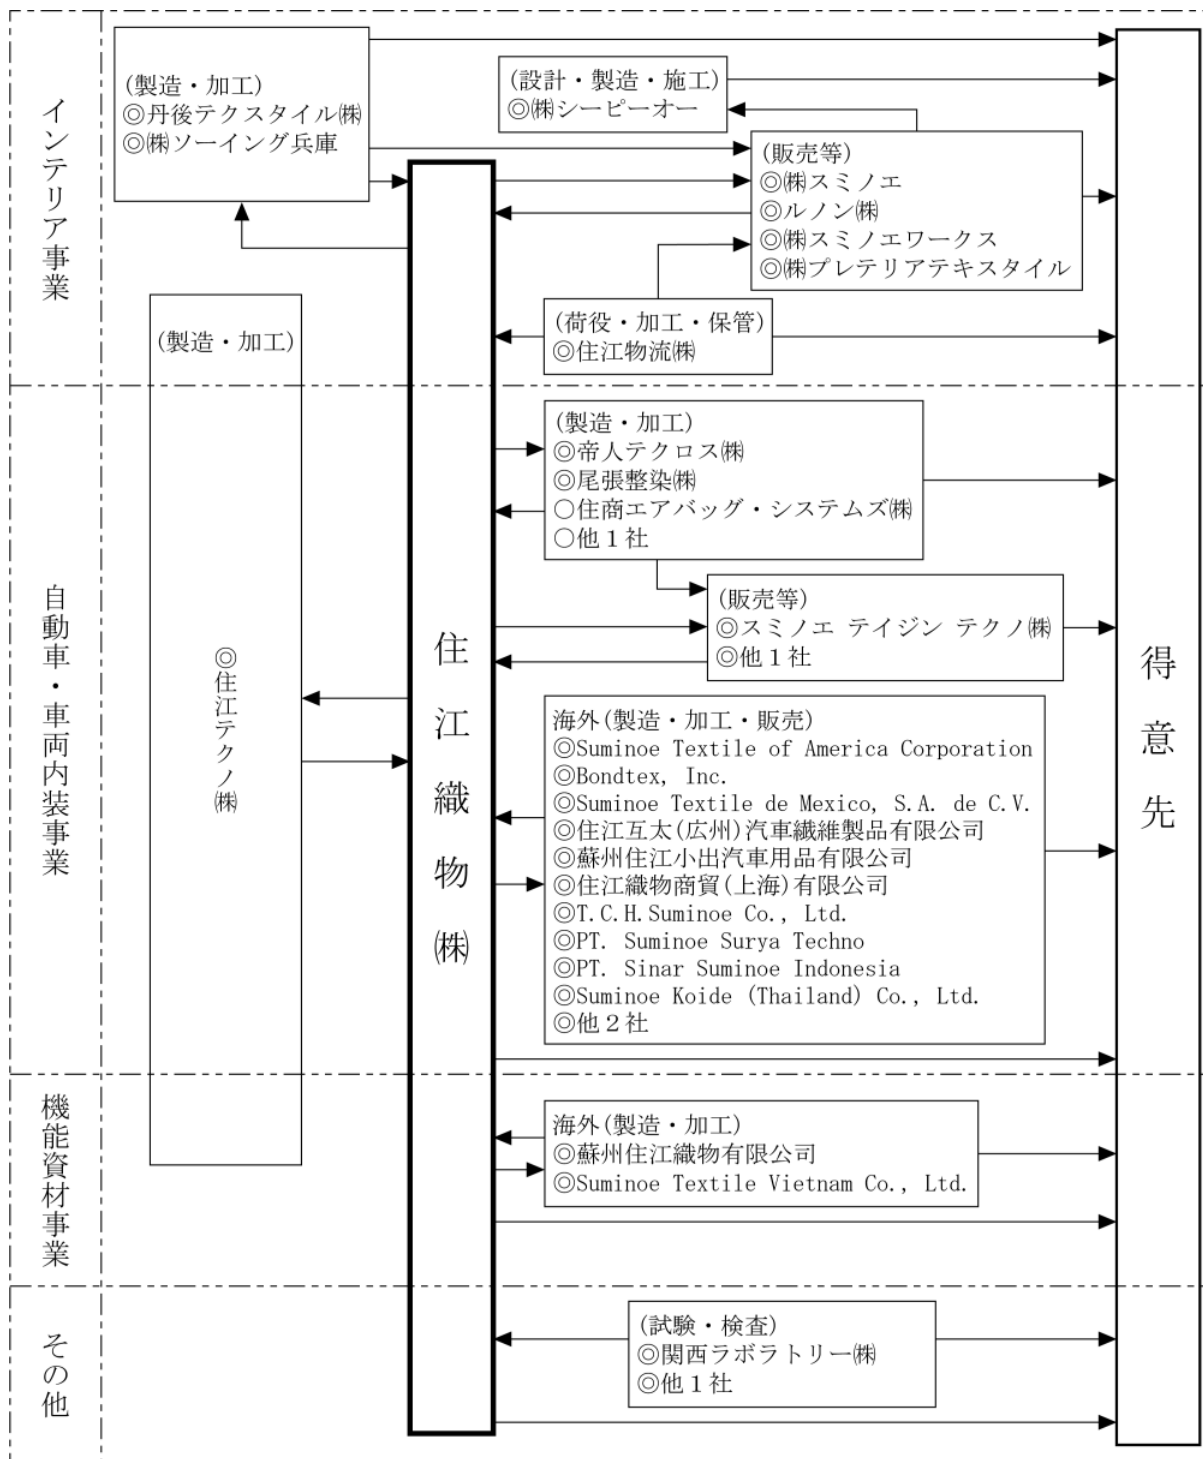 インテリア事業
(製造・加工)
◎丹後テクスタイル㈱
◎㈱ソーイング兵庫
(設計・製造・施工)
◎㈱シーピーオー
(販売等)
◎㈱スミノエ
◎ルノン㈱
◎㈱スミノエワークス
◎㈱プレテリアテキスタイル
(荷役・加工・保管)
◎住江物流㈱
(製造・加工)
◎住江テクノ㈱
住江織物㈱
得意先
自動車・車両内装事業
(製造・加工)
◎帝人テクロス㈱
◎尾張整染㈱
○住商エアバッグ・システムズ㈱
○他１社
(販売等)
◎スミノエ テイジン テクノ㈱
◎他１社
海外(製造・加工・販売)
◎Suminoe Textile of America Corporation
◎Bondtex, Inc.
◎Suminoe Textile de Mexico, S.A. de C.V.
◎住江互太(広州)汽車繊維製品有限公司
◎蘇州住江小出汽車用品有限公司
◎住江織物商貿(上海)有限公司
◎T.C.H.Suminoe Co., Ltd.
◎PT. Suminoe Surya Techno
◎PT. Sinar Suminoe Indonesia
◎Suminoe Koide (Thailand) Co., Ltd.
◎他２社
機能資材事業
海外(製造・加工)
◎蘇州住江織物有限公司
◎Suminoe Textile Vietnam Co., Ltd.
その他
(試験・検査)
◎関西ラボラトリー㈱
◎他１社